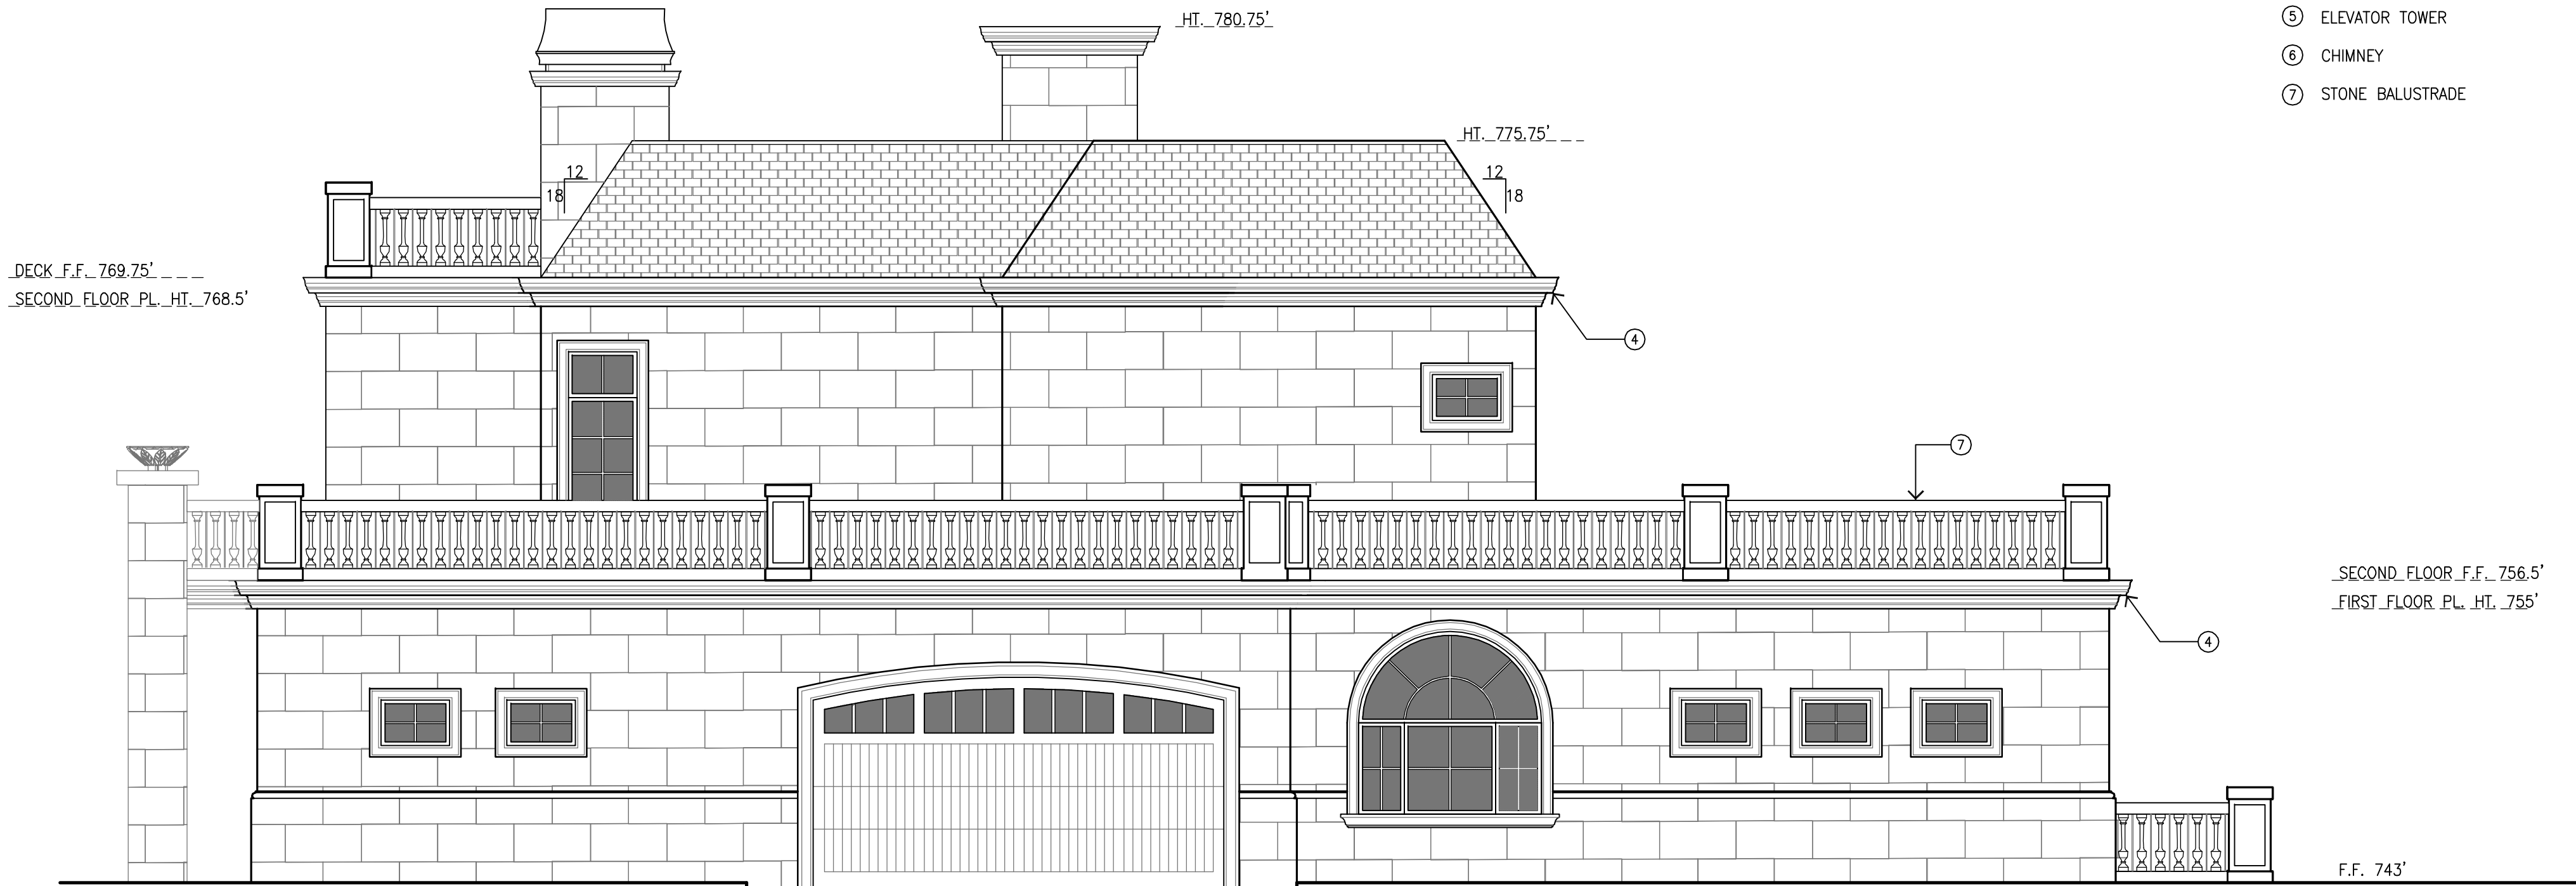 HT. 780.75'
5 ELEVATOR TOWER
6 CHIMNEY
7 STONE BALUSTRADE
HT. 775.75'
12
18
12
18
DECK F.F. 769.75'
SECOND FLOOR PL. HT. 768.5'
4
7
SECOND FLOOR F.F. 756.5'
FIRST FLOOR PL. HT. 755'
4
F.F. 743'